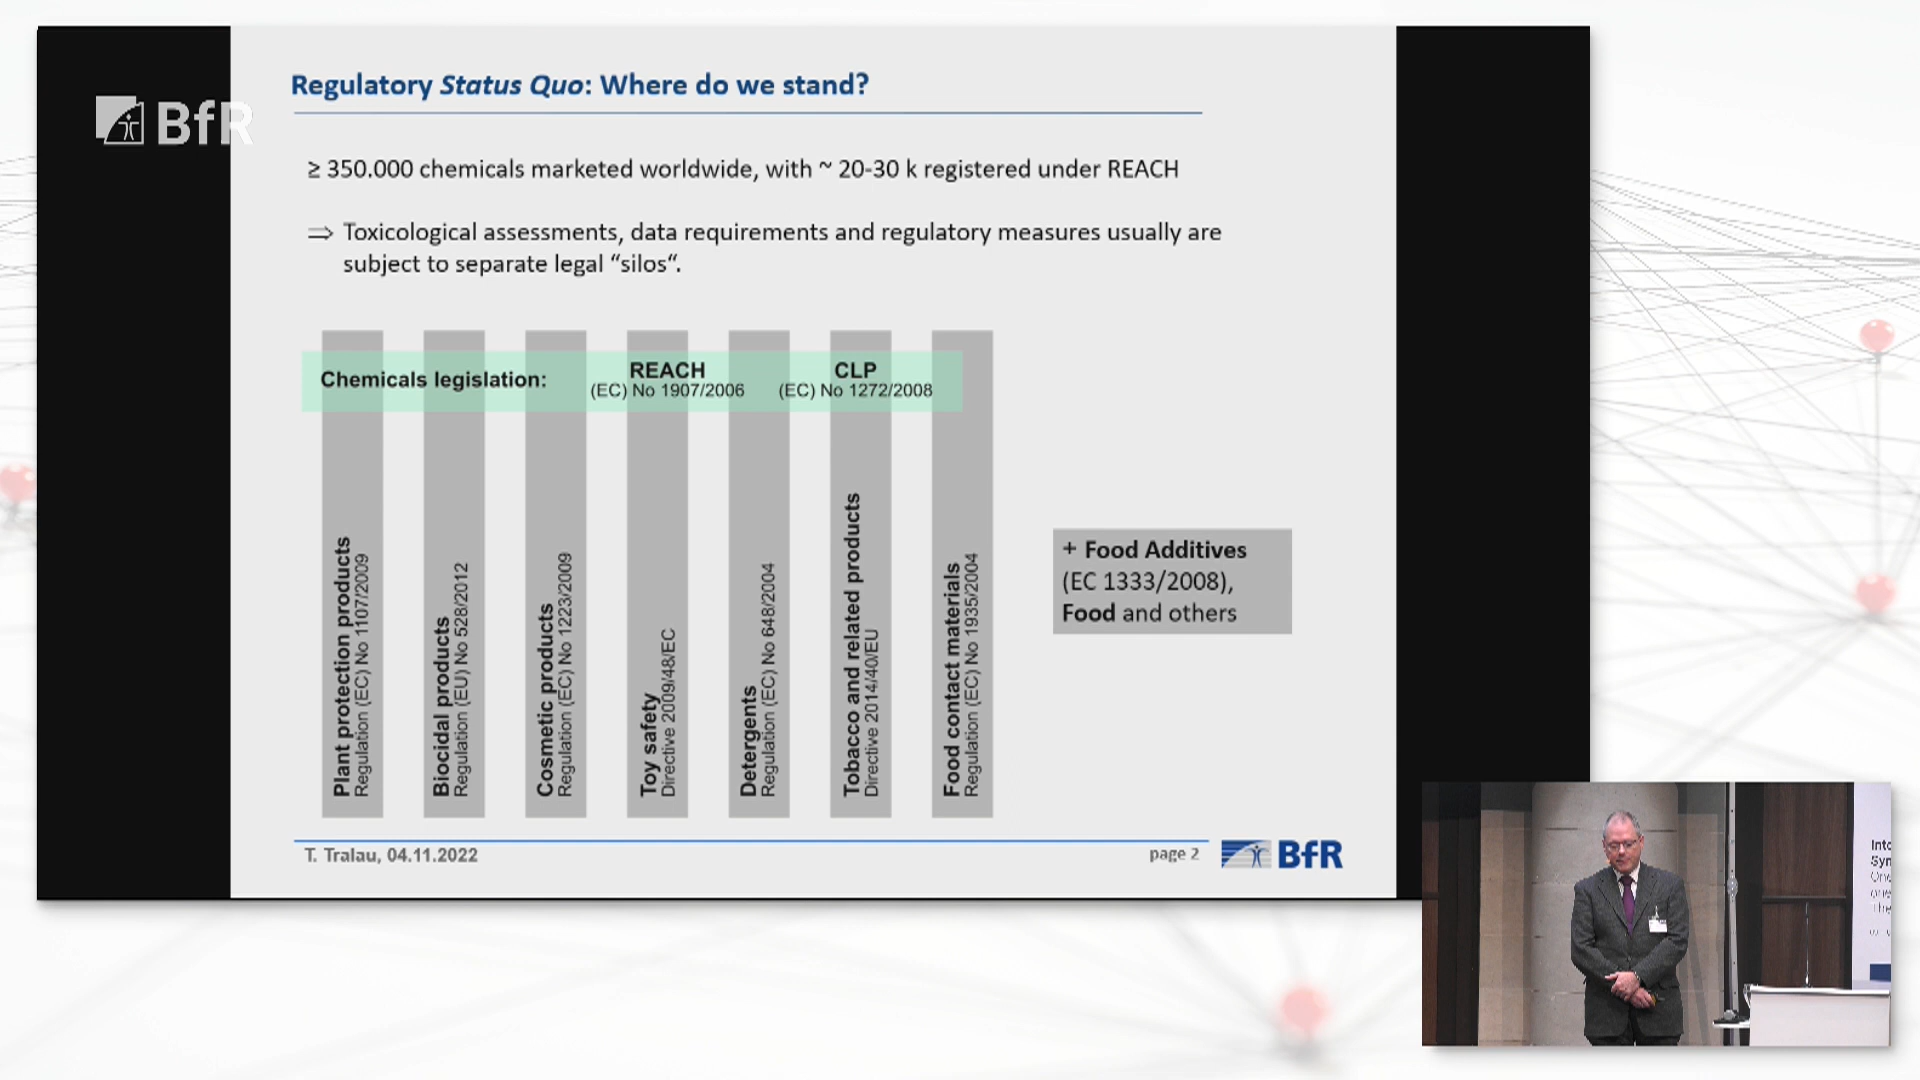 BfR
Regulatory Status Quo: Where do we stand?
≥ 350.000 chemicals marketed worldwide, with ~ 20-30 k registered under REACH
⇒ Toxicological assessments, data requirements and regulatory measures usually are
subject to separate legal “silos“.
Chemicals legislation:
REACH
(EC) No 1907/2006
CLP
(EC) No 1272/2008
Plant protection products
Regulation (EC) No 1107/2009
Biocidal products
Regulation (EU) No 528/2012
Cosmetic products
Regulation (EC) No 1223/2009
Toy safety
Directive 2009/48/EC
Detergents
Regulation (EC) No 648/2004
Tobacco and related products
Directive 2014/40/EU
Food contact materials
Regulation (EC) No 1935/2004
+ Food Additives
(EC 1333/2008),
Food and others
T. Tralau, 04.11.2022
page 2
BfR